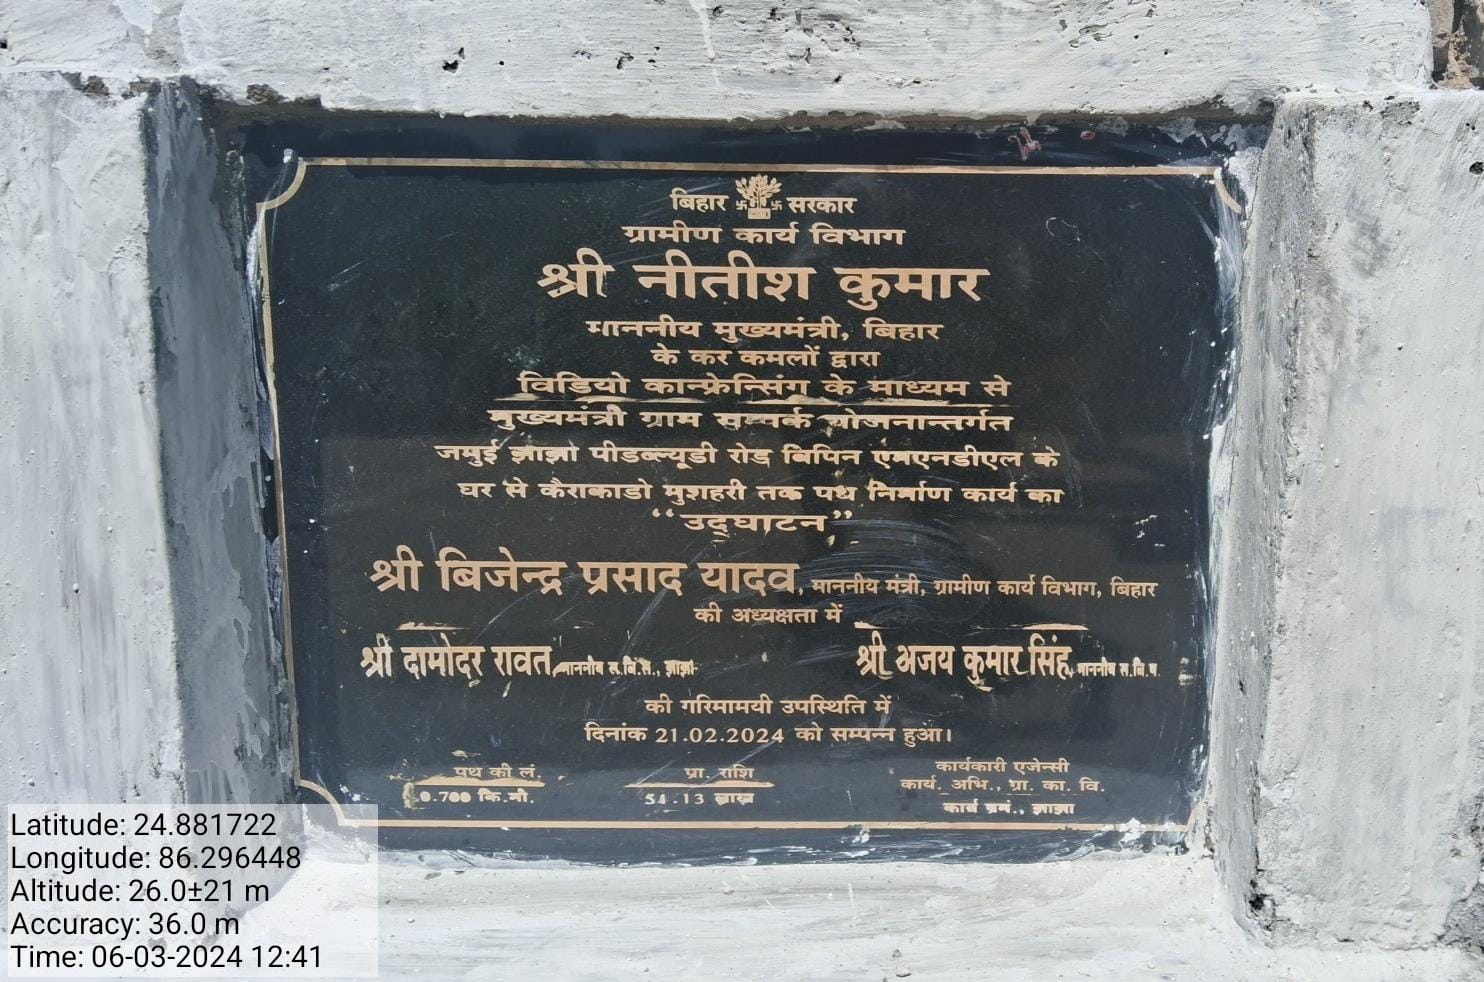 बिहार सरकार
ग्रामीण कार्य विभाग
श्री नीतीश कुमार
माननीय मुख्यमंत्री, बिहार
के कर कमलों द्वारा
विडियो कान्फ्रेन्सिंग के माध्यम से
मुख्यमंत्री ग्राम सम्पर्क योजनान्तर्गत
जमुई झाझा पीडब्ल्यूडी रोड बिपिन एमएनडीएल के
घर से कैराकाडो मुशहरी तक पथ निर्माण कार्य का
“उद्घाटन”
श्री बिजेन्द्र प्रसाद यादव, माननीय मंत्री, ग्रामीण कार्य विभाग, बिहार
की अध्यक्षता में
श्री दामोदर रावत, माननीय स.वि.स., झाझा श्री अजय कुमार सिंह, माननीय स.वि.प.
की गरिमामयी उपस्थिति में
दिनांक 21.02.2024 को सम्पन्न हुआ।
पथ की लं. प्रा. राशि कार्यकारी एजेन्सी
0.700 कि.मी. 51.13 लाख कार्य. अभि., ग्रा. का. वि.
कार्य प्रमं., झाझा
Latitude: 24.881722
Longitude: 86.296448
Altitude: 26.0±21 m
Accuracy: 36.0 m
Time: 06-03-2024 12:41